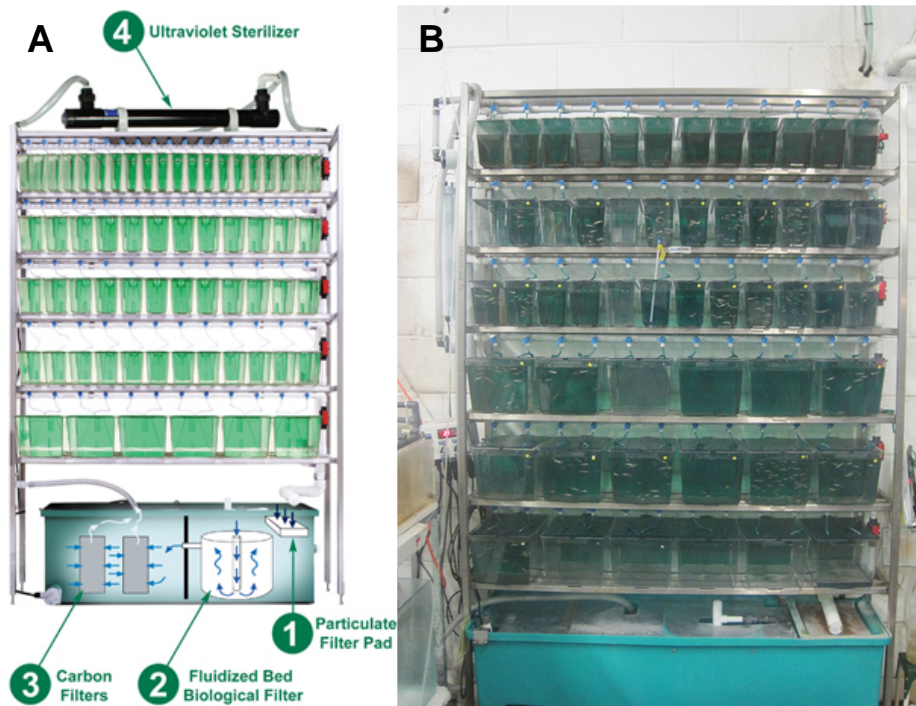 A
4 Ultraviolet Sterilizer
B
1 Particulate
Filter Pad
2 Fluidized Bed
Biological Filter
3 Carbon
Filters